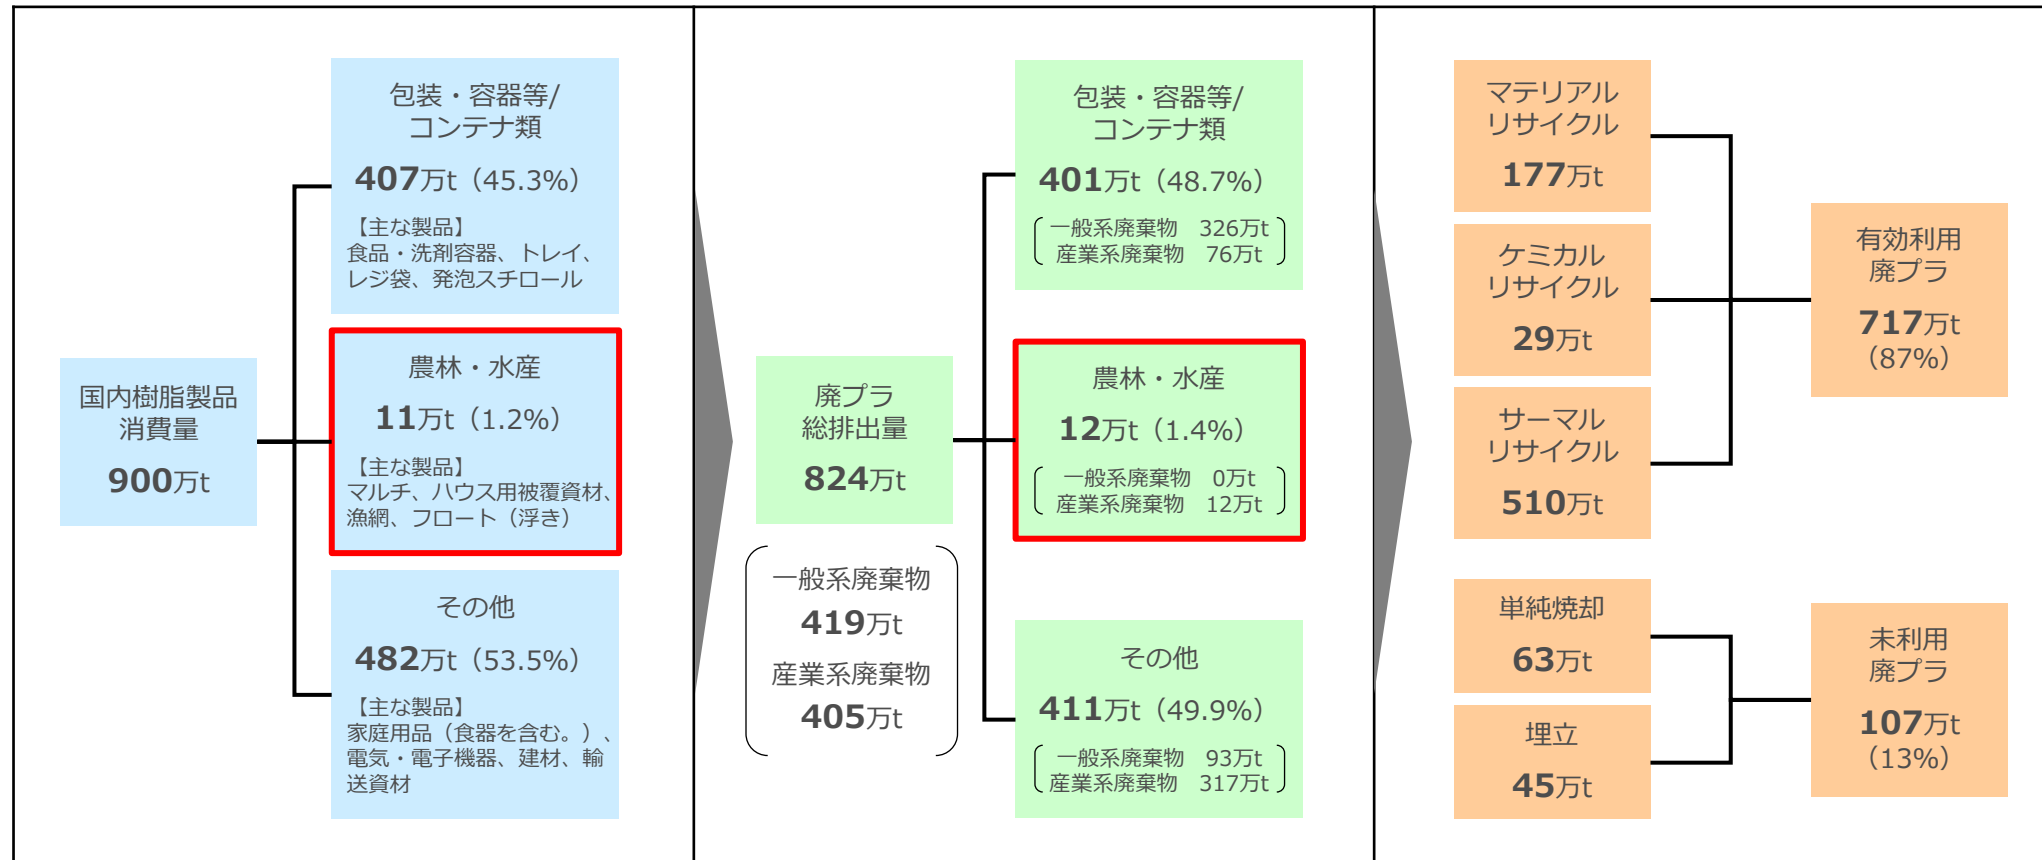 国内樹脂製品
消費量
900万t
包装・容器等/
コンテナ類
407万t（45.3%）
【主な製品】
食品・洗剤容器、トレイ、
レジ袋、発泡スチロール
農林・水産
11万t（1.2%）
【主な製品】
マルチ、ハウス用被覆資材、
漁網、フロート（浮き）
その他
482万t（53.5%）
【主な製品】
家庭用品（食器を含む。）、
電気・電子機器、建材、輸
送資材
廃プラ
総排出量
824万t
一般系廃棄物
419万t
産業系廃棄物
405万t
包装・容器等/
コンテナ類
401万t（48.7%）
一般系廃棄物　326万t
産業系廃棄物　76万t
農林・水産
12万t（1.4%）
一般系廃棄物　0万t
産業系廃棄物　12万t
その他
411万t（49.9%）
一般系廃棄物　93万t
産業系廃棄物　317万t
マテリアル
リサイクル
177万t
ケミカル
リサイクル
29万t
サーマル
リサイクル
510万t
有効利用
廃プラ
717万t
（87%）
単純焼却
63万t
埋立
45万t
未利用
廃プラ
107万t
（13%）